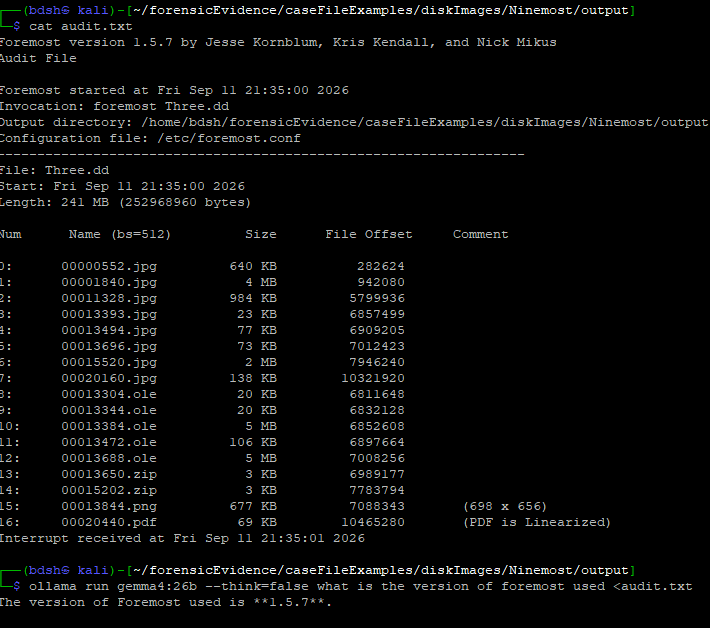 ┌──(bdsh㉿kali)-[~/forensicEvidence/caseFileExamples/diskImages/Ninemost/output]
└─$ cat audit.txt
Foremost version 1.5.7 by Jesse Kornblum, Kris Kendall, and Nick Mikus
Audit File
Foremost started at Fri Sep 11 21:35:00 2026
Invocation: foremost Three.dd
Output directory: /home/bdsh/forensicEvidence/caseFileExamples/diskImages/Ninemost/output
Configuration file: /etc/foremost.conf
------------------------------------------------------------------
File: Three.dd
Start: Fri Sep 11 21:35:00 2026
Length: 241 MB (252968960 bytes)
Num Name (bs=512) Size File Offset Comment
0: 00000552.jpg 640 KB 282624
1: 00001840.jpg 4 MB 942080
2: 00011328.jpg 984 KB 5799936
3: 00013393.jpg 23 KB 6857499
4: 00013494.jpg 77 KB 6909205
5: 00013696.jpg 73 KB 7012423
6: 00015520.jpg 2 MB 7946240
7: 00020160.jpg 138 KB 10321920
8: 00013304.ole 20 KB 6811648
9: 00013344.ole 20 KB 6832128
10: 00013384.ole 5 MB 6852608
11: 00013472.ole 106 KB 6897664
12: 00013688.ole 5 MB 7008256
13: 00013650.zip 3 KB 6989177
14: 00015202.zip 3 KB 7783794
15: 00013844.png 677 KB 7088343 (698 x 656)
16: 00020440.pdf 69 KB 10465280 (PDF is Linearized)
Interrupt received at Fri Sep 11 21:35:01 2026
┌──(bdsh㉿kali)-[~/forensicEvidence/caseFileExamples/diskImages/Ninemost/output]
└─$ ollama run gemma4:26b --think=false what is the version of foremost used <audit.txt
The version of Foremost used is **1.5.7**.